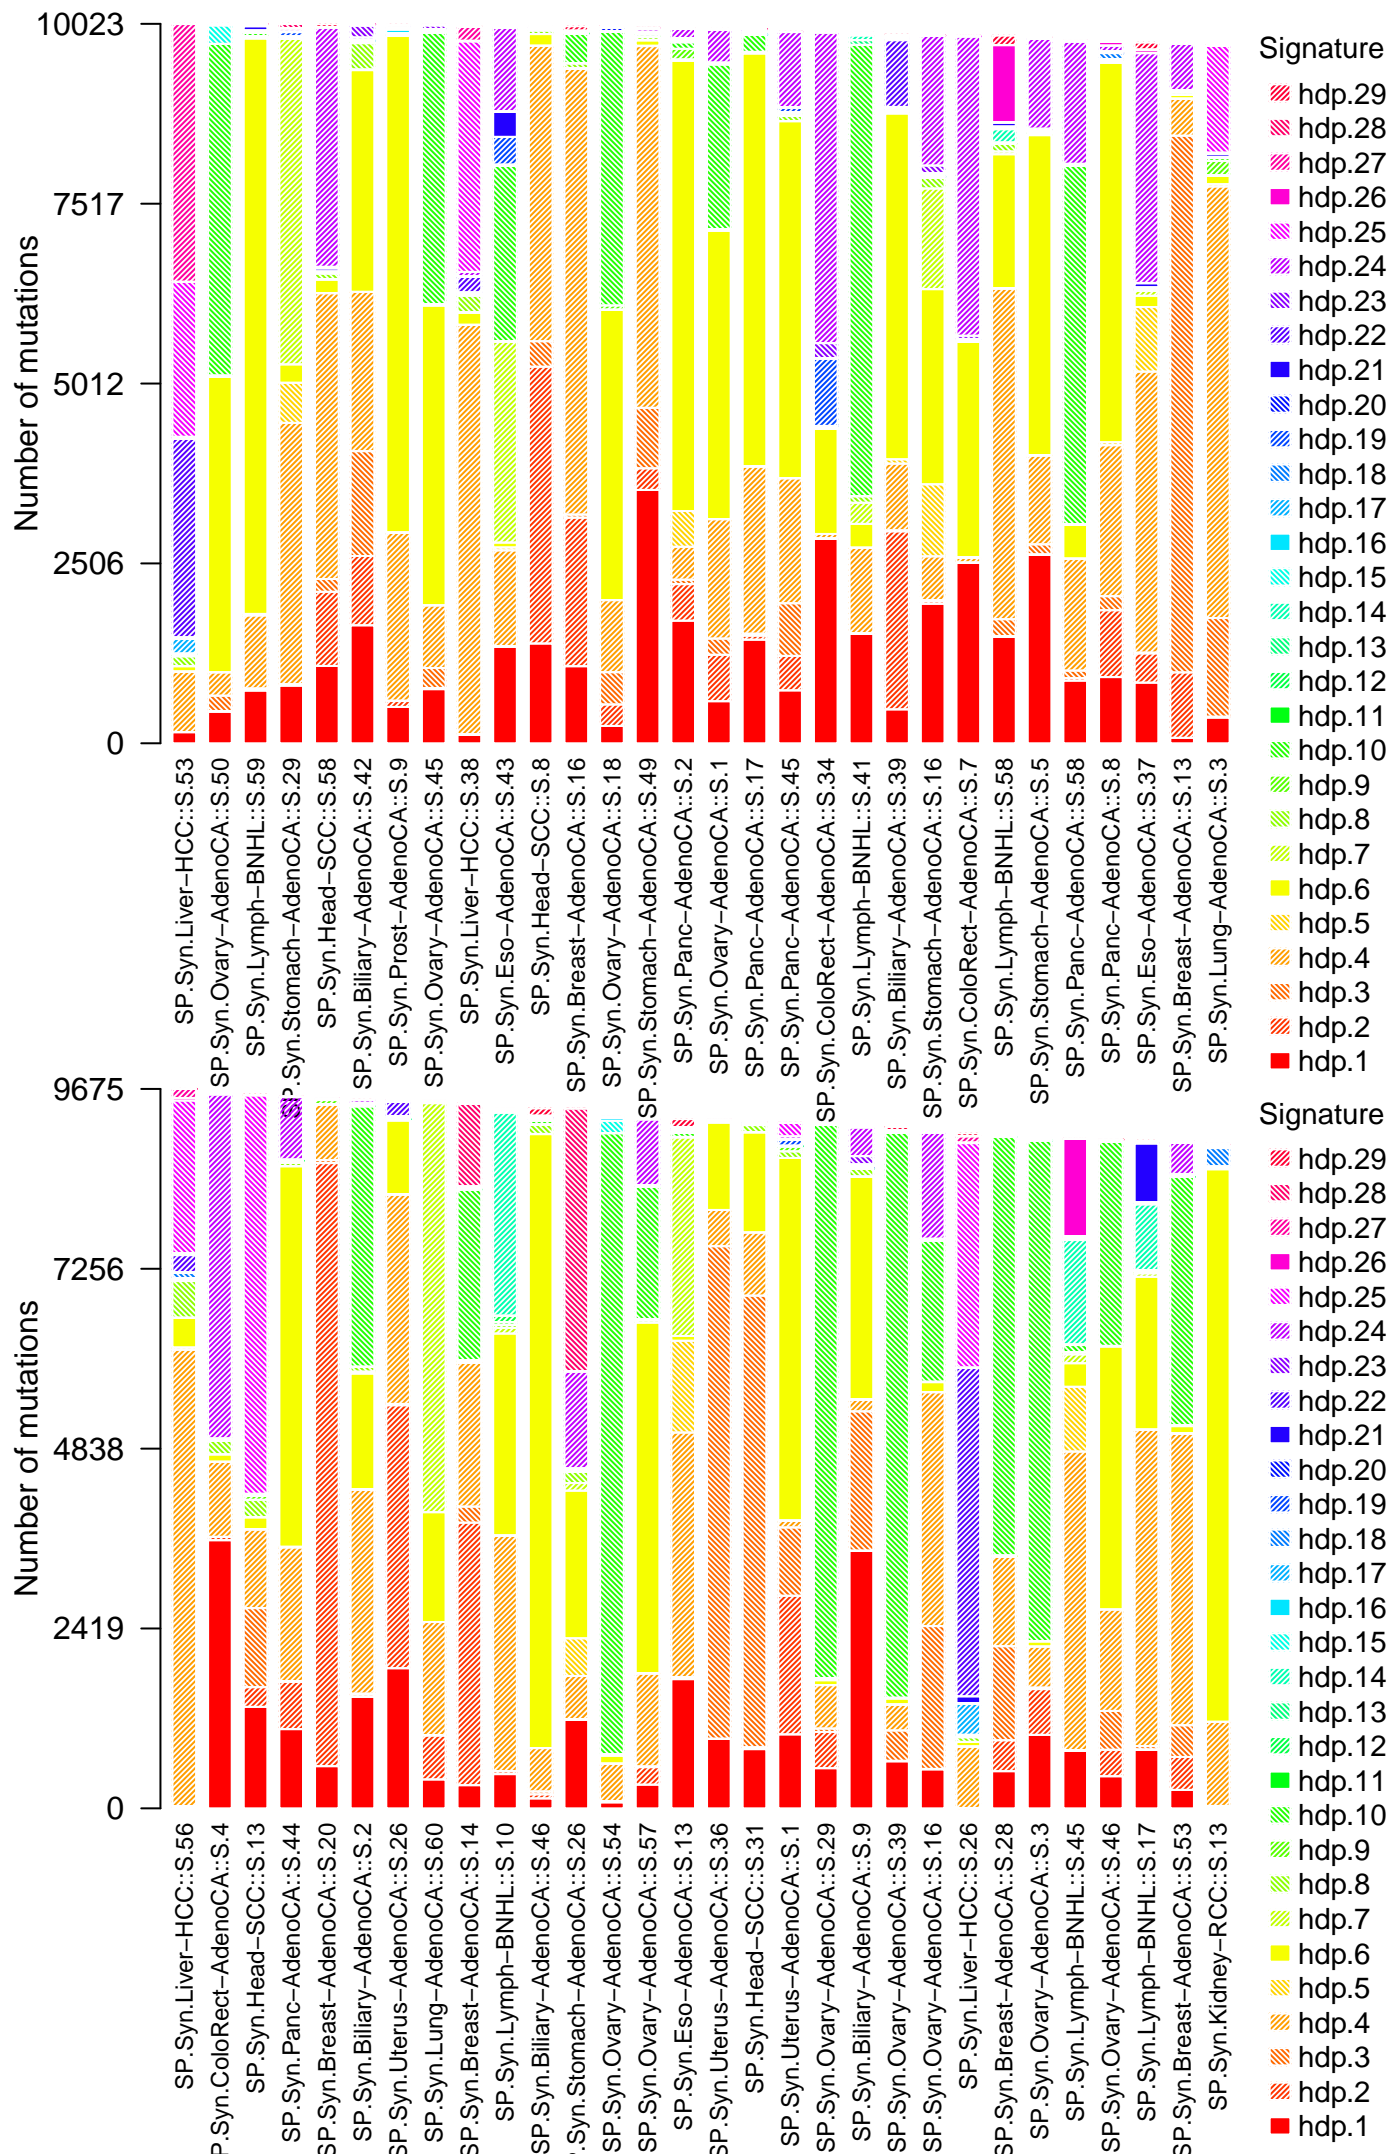 Number of mutations
10023
7517
5012
2506
0
SP.Syn.Liver−HCC::S.53
SP.Syn.Ovary−AdenoCA::S.50
SP.Syn.Lymph−BNHL::S.59
SP.Syn.Stomach−AdenoCA::S.29
SP.Syn.Head−SCC::S.58
SP.Syn.Biliary−AdenoCA::S.42
SP.Syn.Prost−AdenoCA::S.9
SP.Syn.Ovary−AdenoCA::S.45
SP.Syn.Liver−HCC::S.38
SP.Syn.Eso−AdenoCA::S.43
SP.Syn.Head−SCC::S.8
SP.Syn.Breast−AdenoCA::S.16
SP.Syn.Ovary−AdenoCA::S.18
SP.Syn.Stomach−AdenoCA::S.49
SP.Syn.Panc−AdenoCA::S.2
SP.Syn.Ovary−AdenoCA::S.1
SP.Syn.Panc−AdenoCA::S.17
SP.Syn.Panc−AdenoCA::S.45
SP.Syn.ColoRect−AdenoCA::S.34
SP.Syn.Lymph−BNHL::S.41
SP.Syn.Biliary−AdenoCA::S.39
SP.Syn.Stomach−AdenoCA::S.16
SP.Syn.ColoRect−AdenoCA::S.7
SP.Syn.Lymph−BNHL::S.58
SP.Syn.Stomach−AdenoCA::S.5
SP.Syn.Panc−AdenoCA::S.58
SP.Syn.Panc−AdenoCA::S.8
SP.Syn.Eso−AdenoCA::S.37
SP.Syn.Breast−AdenoCA::S.13
SP.Syn.Lung−AdenoCA::S.3
Signature
hdp.29
hdp.28
hdp.27
hdp.26
hdp.25
hdp.24
hdp.23
hdp.22
hdp.21
hdp.20
hdp.19
hdp.18
hdp.17
hdp.16
hdp.15
hdp.14
hdp.13
hdp.12
hdp.11
hdp.10
hdp.9
hdp.8
hdp.7
hdp.6
hdp.5
hdp.4
hdp.3
hdp.2
hdp.1
Number of mutations
9675
7256
4838
2419
0
SP.Syn.Liver−HCC::S.56
P.Syn.ColoRect−AdenoCA::S.4
SP.Syn.Head−SCC::S.13
SP.Syn.Panc−AdenoCA::S.44
SP.Syn.Breast−AdenoCA::S.20
SP.Syn.Biliary−AdenoCA::S.2
SP.Syn.Uterus−AdenoCA::S.26
SP.Syn.Lung−AdenoCA::S.60
SP.Syn.Breast−AdenoCA::S.14
SP.Syn.Lymph−BNHL::S.10
SP.Syn.Biliary−AdenoCA::S.46
P.Syn.Stomach−AdenoCA::S.26
SP.Syn.Ovary−AdenoCA::S.54
SP.Syn.Ovary−AdenoCA::S.57
SP.Syn.Eso−AdenoCA::S.13
SP.Syn.Uterus−AdenoCA::S.36
SP.Syn.Head−SCC::S.31
SP.Syn.Uterus−AdenoCA::S.1
SP.Syn.Ovary−AdenoCA::S.29
SP.Syn.Biliary−AdenoCA::S.9
SP.Syn.Ovary−AdenoCA::S.39
SP.Syn.Ovary−AdenoCA::S.16
SP.Syn.Liver−HCC::S.26
SP.Syn.Breast−AdenoCA::S.28
SP.Syn.Ovary−AdenoCA::S.3
SP.Syn.Lymph−BNHL::S.45
SP.Syn.Ovary−AdenoCA::S.46
SP.Syn.Lymph−BNHL::S.17
SP.Syn.Breast−AdenoCA::S.53
SP.Syn.Kidney−RCC::S.13
Signature
hdp.29
hdp.28
hdp.27
hdp.26
hdp.25
hdp.24
hdp.23
hdp.22
hdp.21
hdp.20
hdp.19
hdp.18
hdp.17
hdp.16
hdp.15
hdp.14
hdp.13
hdp.12
hdp.11
hdp.10
hdp.9
hdp.8
hdp.7
hdp.6
hdp.5
hdp.4
hdp.3
hdp.2
hdp.1